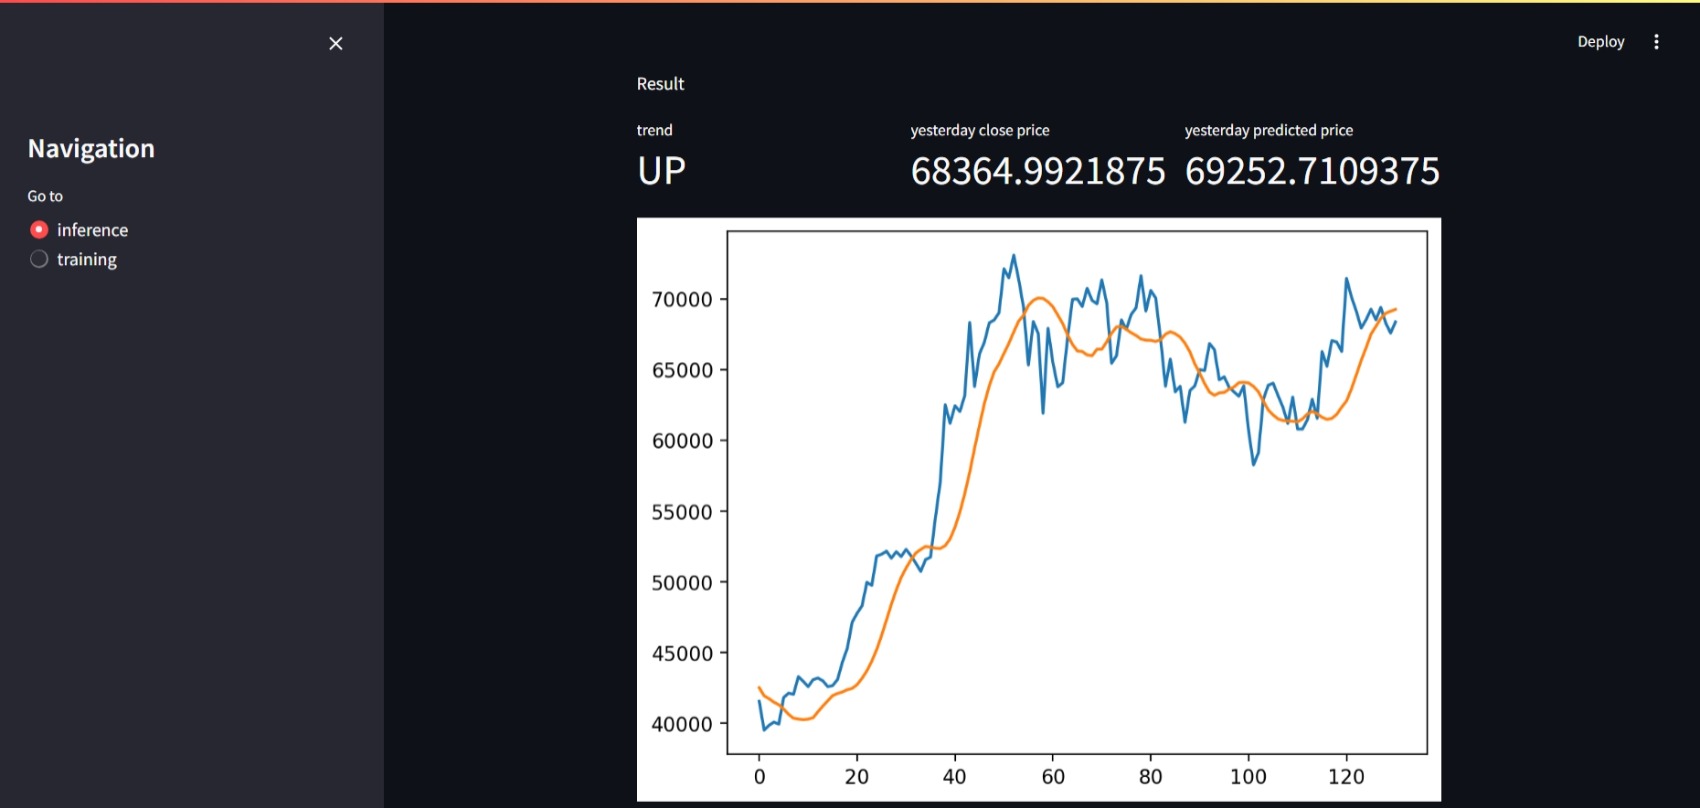 Deploy
Navigation
Go to
inference
training
Result
trend
yesterday close price
yesterday predicted price
UP
68364.9921875
69252.7109375
70000
65000
60000
55000
50000
45000
40000
0 20 40 60 80 100 120